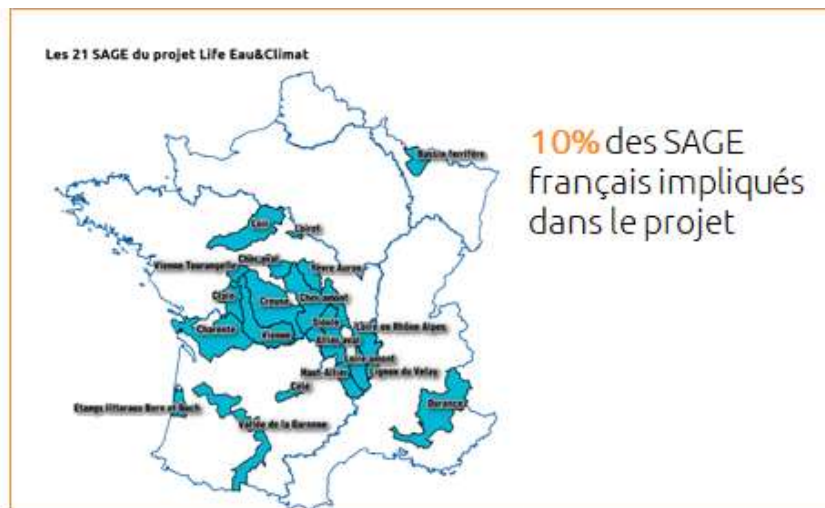 Les 21 SAGE du projet Life Eau&Climat
10% des SAGE
français impliqués
dans le projet
Bassin ferrifère
Loir
Loiret
Cher aval
Vienne Tourangelle
Yèvre Auron
Clain
Creuse
Cher amont
Charente
Vienne
Sioule
Loire en Rhône Alpes
Allier aval
Loire amont
Haut-Allier
Lignon du Velay
Célé
Durance
Etangs littoraux Born et Buch
Vallée de la Garonne